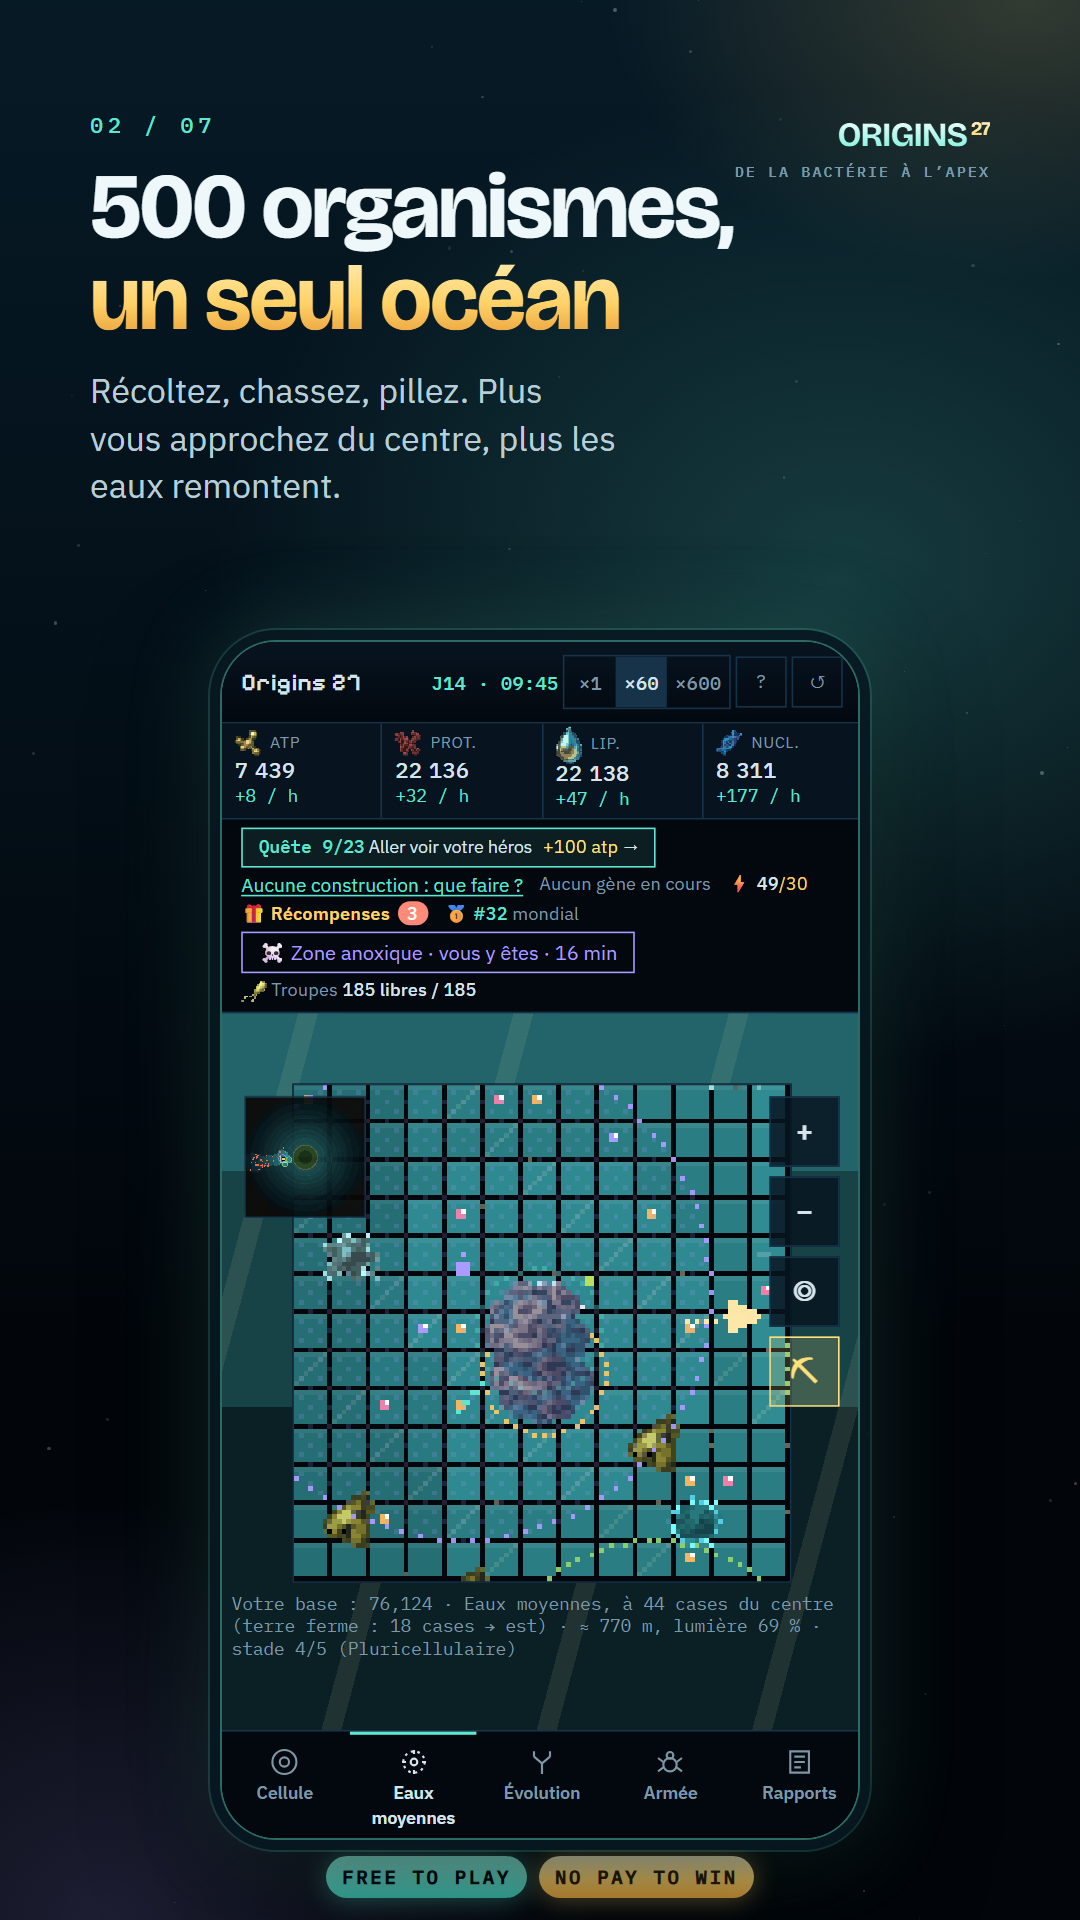 02 / 07
ORIGINS 27
DE LA BACTÉRIE À L'APEX
500 organismes,
un seul océan
Récoltez, chassez, pillez. Plus
vous approchez du centre, plus les
eaux remontent.
Origins 27 J14 · 09:45 ×1 ×60 ×600 ? ↺
ATP PROT. LIP. NUCL.
7 439 22 136 22 138 8 311
+8 / h +32 / h +47 / h +177 / h
Quête 9/23 Aller voir votre héros +100 atp →
Aucune construction : que faire ? Aucun gène en cours 49/30
Récompenses 3 #32 mondial
Zone anoxique · vous y êtes · 16 min
Troupes 185 libres / 185
+
−
Votre base : 76,124 · Eaux moyennes, à 44 cases du centre
(terre ferme : 18 cases → est) · ≈ 770 m, lumière 69 % ·
stade 4/5 (Pluricellulaire)
Cellule Eaux moyennes Évolution Armée Rapports
FREE TO PLAY NO PAY TO WIN